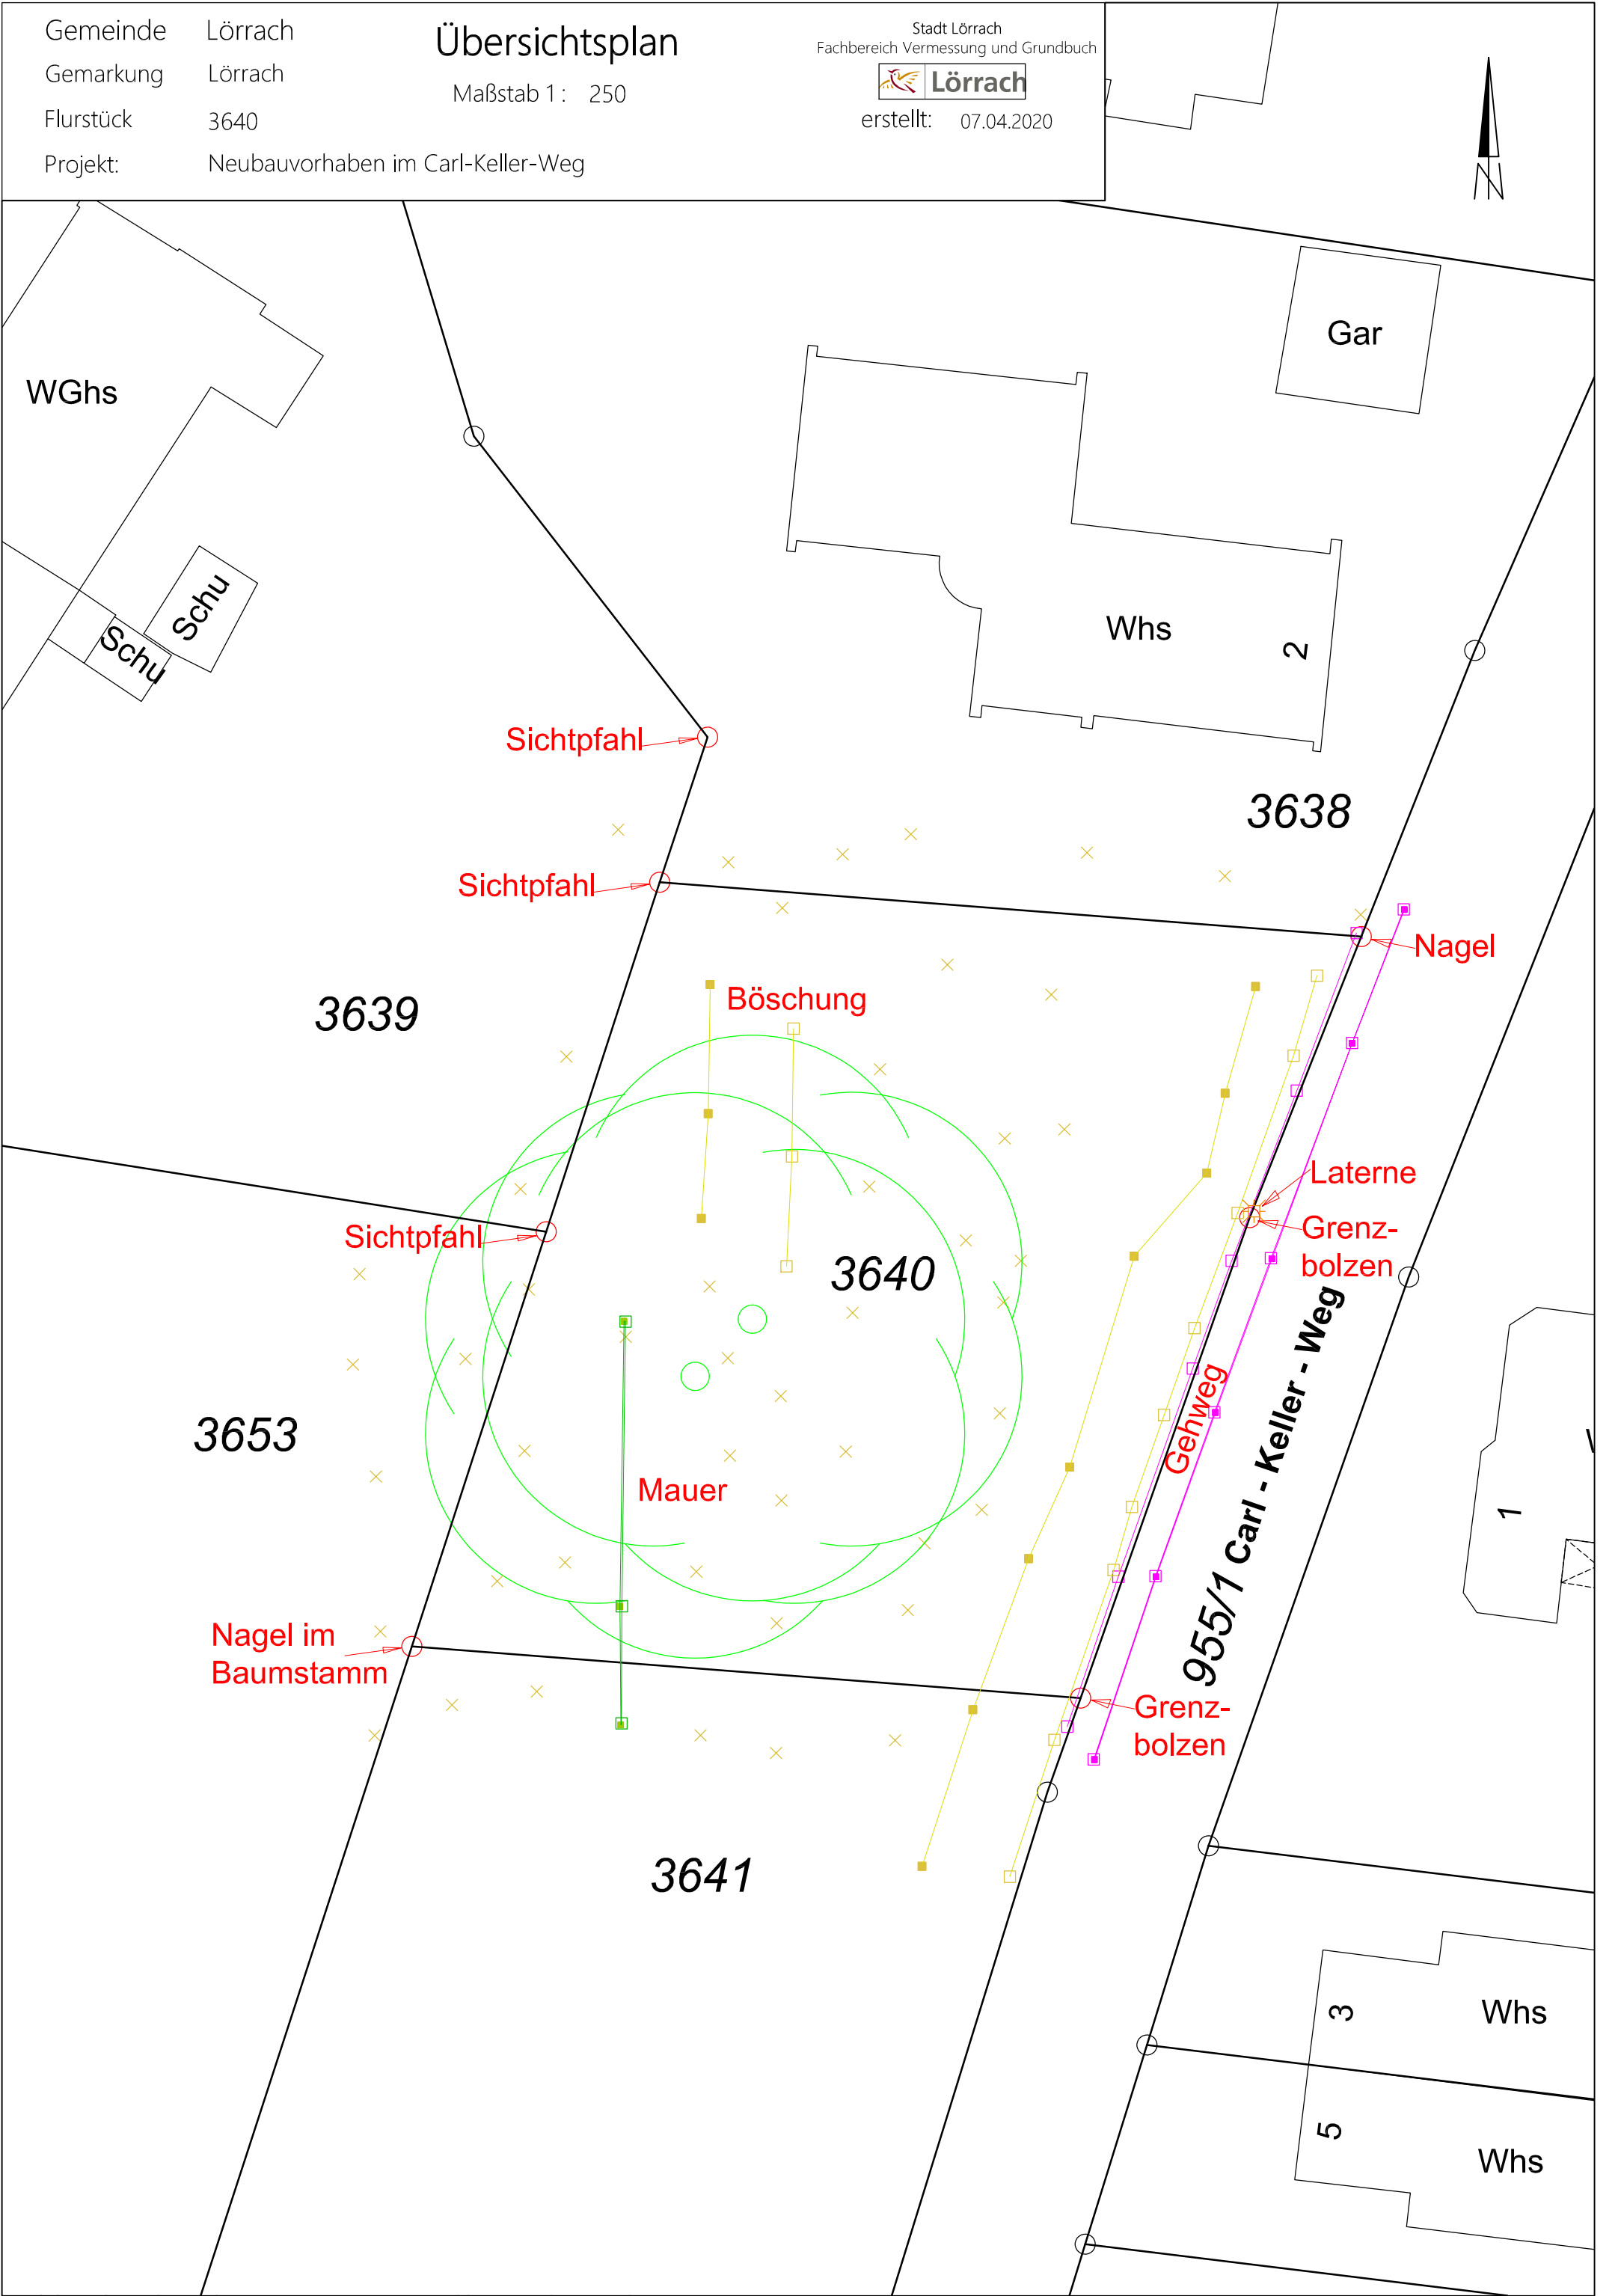 Gemeinde Lörrach
Gemarkung Lörrach
Flurstück 3640
Projekt: Neubauvorhaben im Carl-Keller-Weg
Übersichtsplan
Maßstab 1 : 250
Stadt Lörrach
Fachbereich Vermessung und Grundbuch
Lörrach
erstellt: 07.04.2020
N
Gar
WGhs
Schu
Schu
Whs
2
Sichtpfahl
3638
Sichtpfahl
Nagel
3639
Böschung
Laterne
Sichtpfahl
Grenz-
bolzen
3640
Gehweg
955/1 Carl - Keller - Weg
3653
Mauer
1
Nagel im
Baumstamm
Grenz-
bolzen
3641
3
Whs
5
Whs